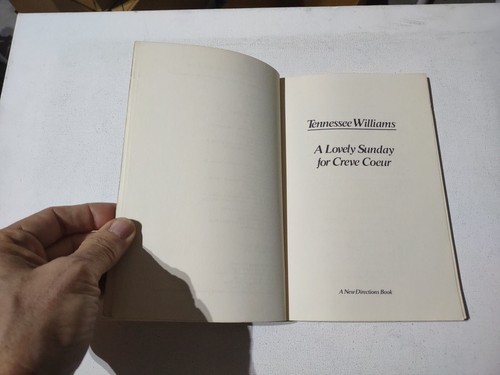 Tennessee Williams
A Lovely Sunday
for Creve Coeur
A New Directions Book